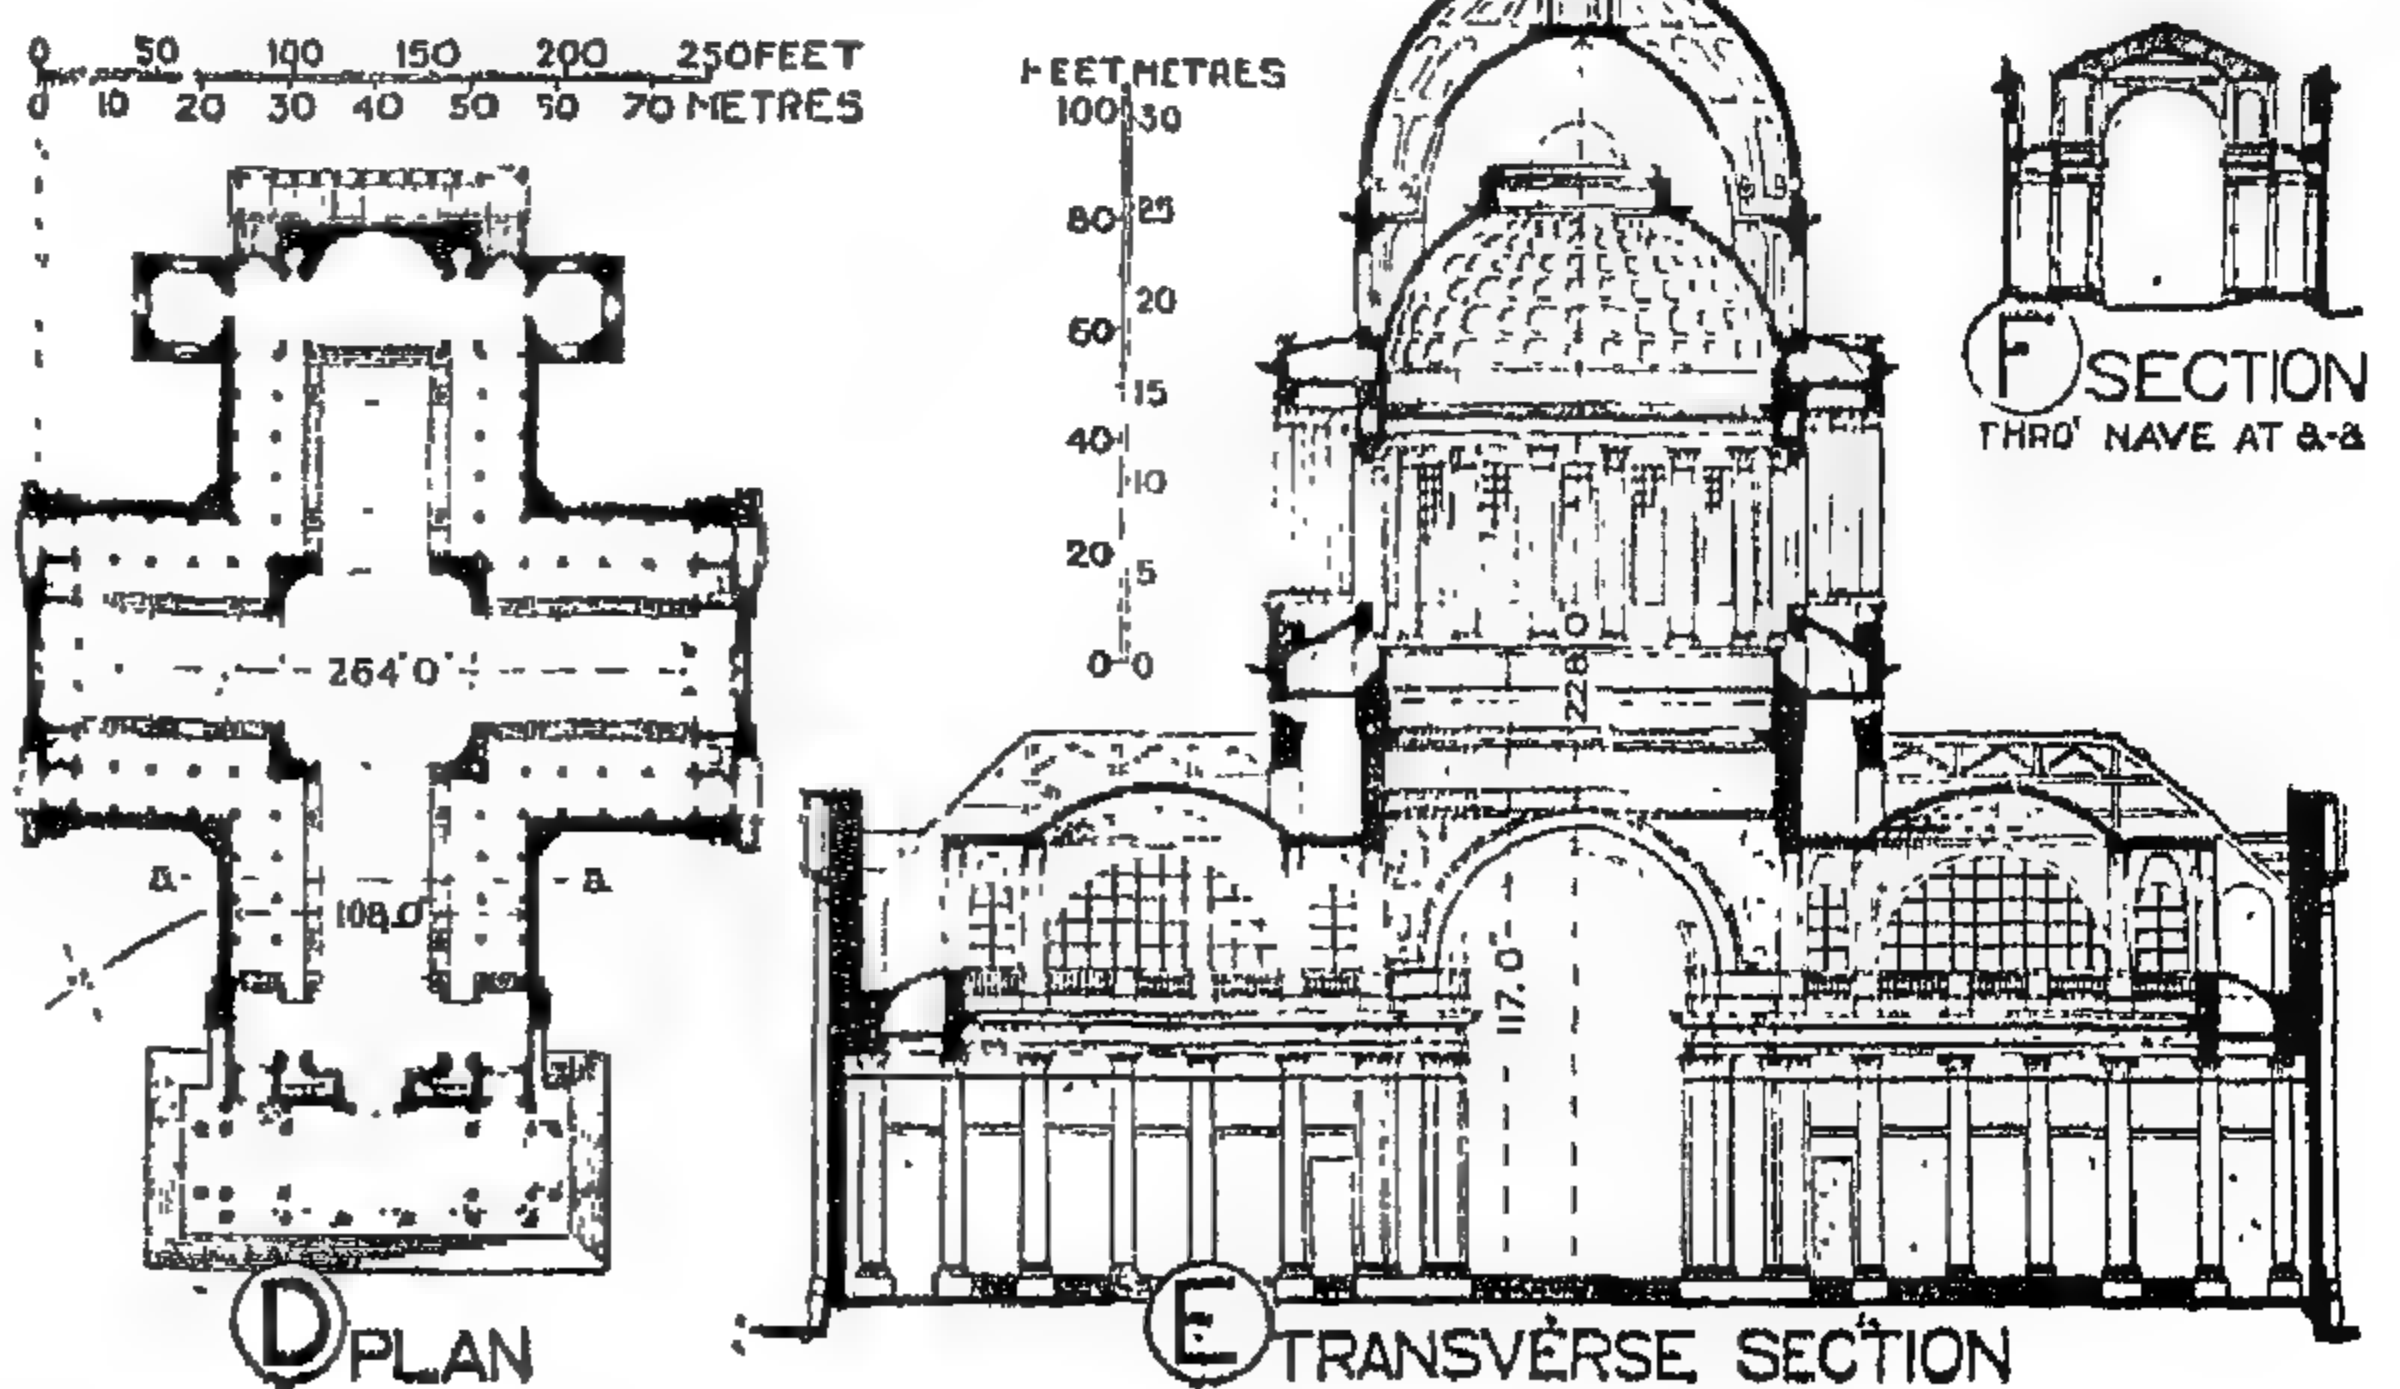 0 50 100 150 200 250 FEET
0 10 20 30 40 50 60 70 METRES
264'0"
a a
108.0"
D PLAN
FEET METRES
100 30
80 25
20
60
15
40
10
20
5
0 0
228.0
117.0"
E TRANSVERSE SECTION
F SECTION
THRO' NAVE AT a-a